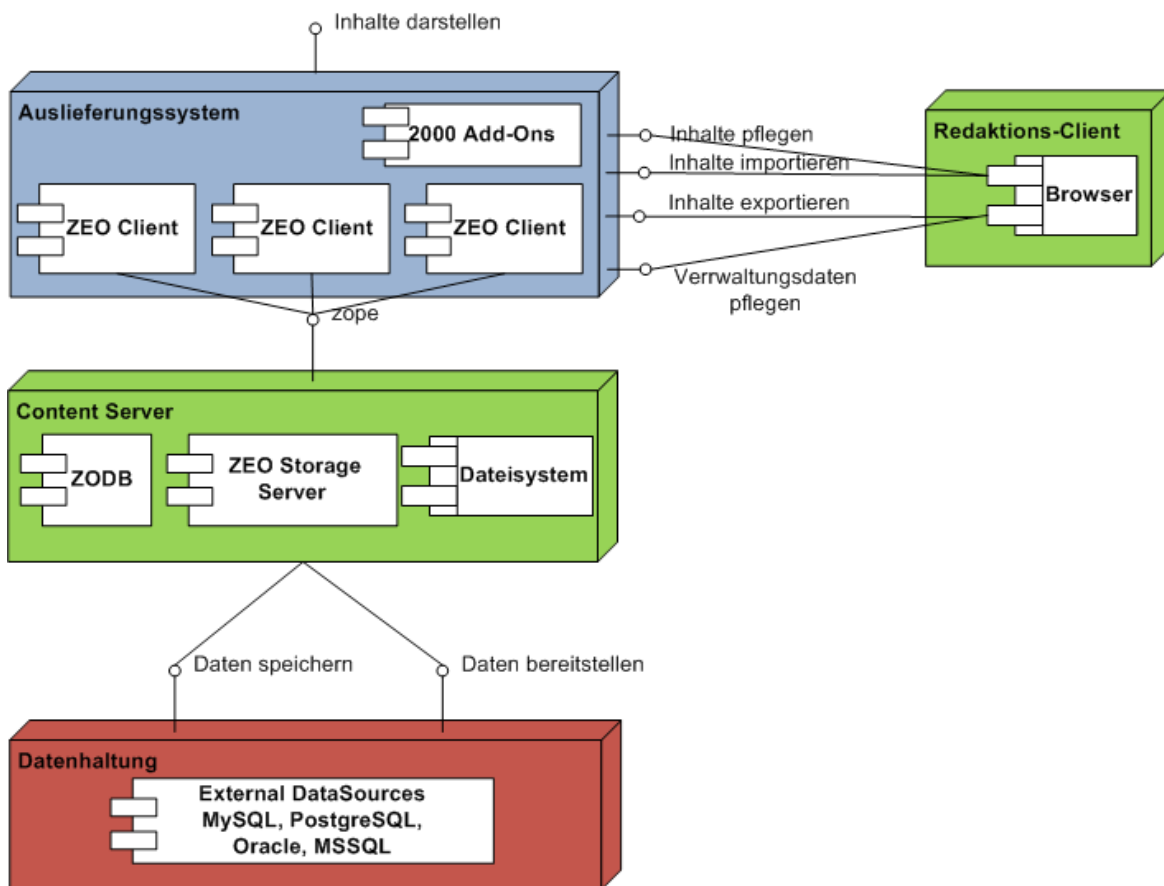 Inhalte darstellen
Auslieferungssystem
2000 Add-Ons
ZEO Client
ZEO Client
ZEO Client
Inhalte pflegen
Inhalte importieren
Inhalte exportieren
Verrwaltungsdaten
pflegen
Redaktions-Client
Browser
zope
Content Server
ZODB
ZEO Storage
Server
Dateisystem
Daten speichern
Daten bereitstellen
Datenhaltung
External DataSources
MySQL, PostgreSQL,
Oracle, MSSQL